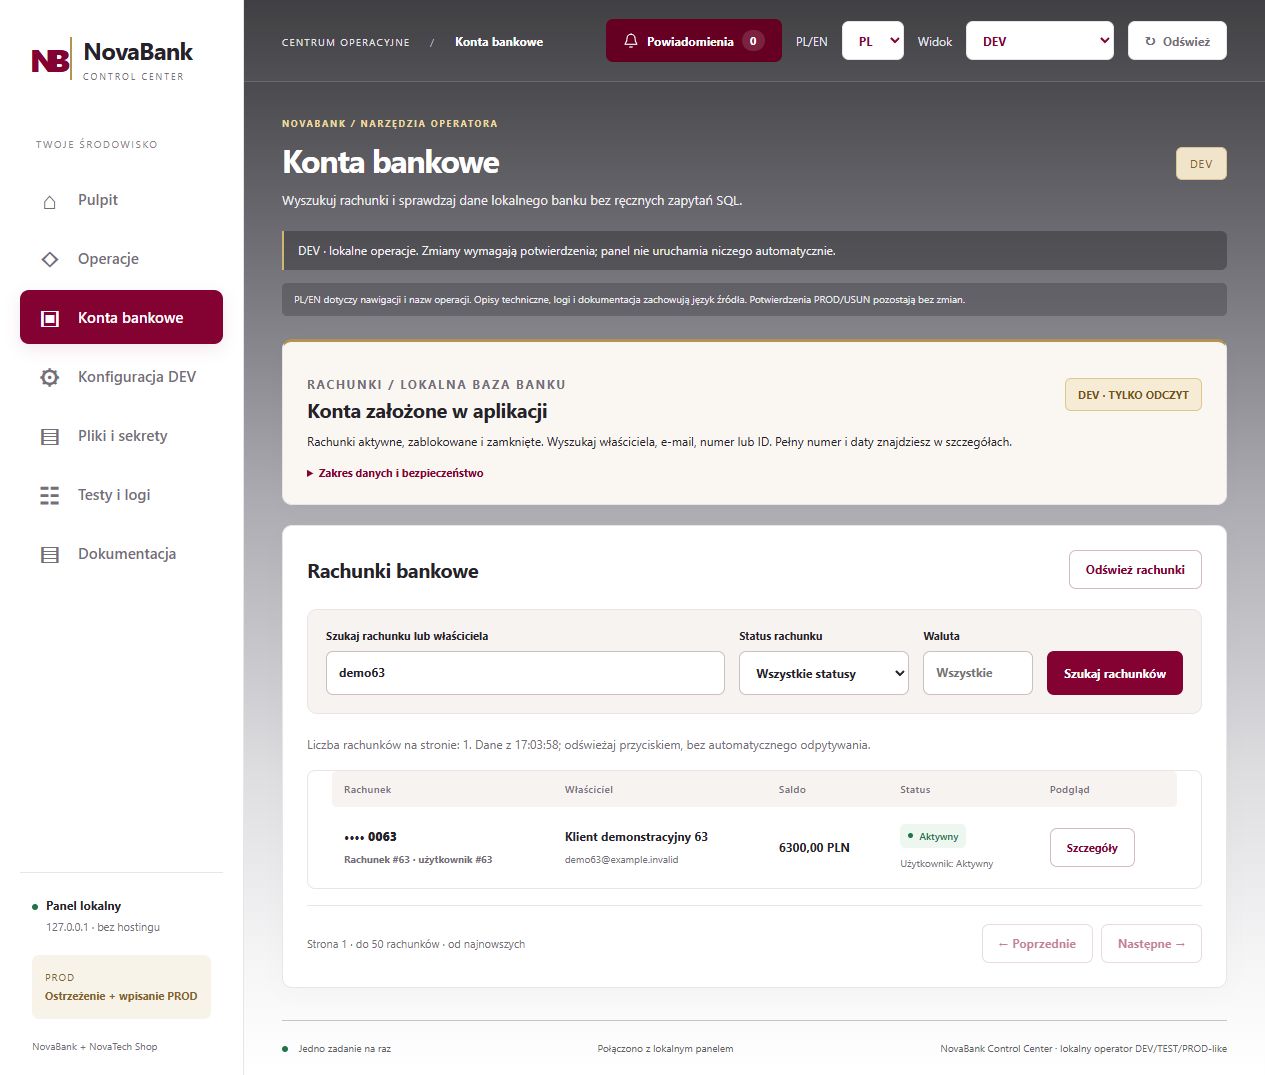 NB NovaBank
CONTROL CENTER
TWOJE ŚRODOWISKO
Pulpit
Operacje
Konta bankowe
Konfiguracja DEV
Pliki i sekrety
Testy i logi
Dokumentacja
Panel lokalny
127.0.0.1 · bez hostingu
PROD
Ostrzeżenie + wpisanie PROD
NovaBank + NovaTech Shop
CENTRUM OPERACYJNE / Konta bankowe
Powiadomienia 0
PL/EN PL
Widok DEV
↻ Odśwież
NOVABANK / NARZĘDZIA OPERATORA
Konta bankowe
DEV
Wyszukuj rachunki i sprawdzaj dane lokalnego banku bez ręcznych zapytań SQL.
DEV · lokalne operacje. Zmiany wymagają potwierdzenia; panel nie uruchamia niczego automatycznie.
PL/EN dotyczy nawigacji i nazw operacji. Opisy techniczne, logi i dokumentacja zachowują język źródła. Potwierdzenia PROD/USUN pozostają bez zmian.
RACHUNKI / LOKALNA BAZA BANKU
Konta założone w aplikacji
DEV · TYLKO ODCZYT
Rachunki aktywne, zablokowane i zamknięte. Wyszukaj właściciela, e-mail, numer lub ID. Pełny numer i daty znajdziesz w szczegółach.
▶ Zakres danych i bezpieczeństwo
Rachunki bankowe
Odśwież rachunki
Szukaj rachunku lub właściciela Status rachunku Waluta
demo63 Wszystkie statusy Wszystkie Szukaj rachunków
Liczba rachunków na stronie: 1. Dane z 17:03:58; odświeżaj przyciskiem, bez automatycznego odpytywania.
Rachunek Właściciel Saldo Status Podgląd
•••• 0063 Klient demonstracyjny 63 6300,00 PLN Aktywny Szczegóły
Rachunek #63 · użytkownik #63 demo63@example.invalid Użytkownik: Aktywny
Strona 1 · do 50 rachunków · od najnowszych
← Poprzednie Następne →
Jedno zadanie na raz Połączono z lokalnym panelem NovaBank Control Center · lokalny operator DEV/TEST/PROD-like